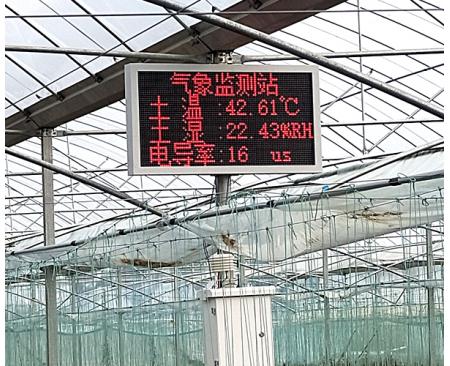 气象监测站
土温:42.61℃
土湿:22.43%RH
电导率:16 us